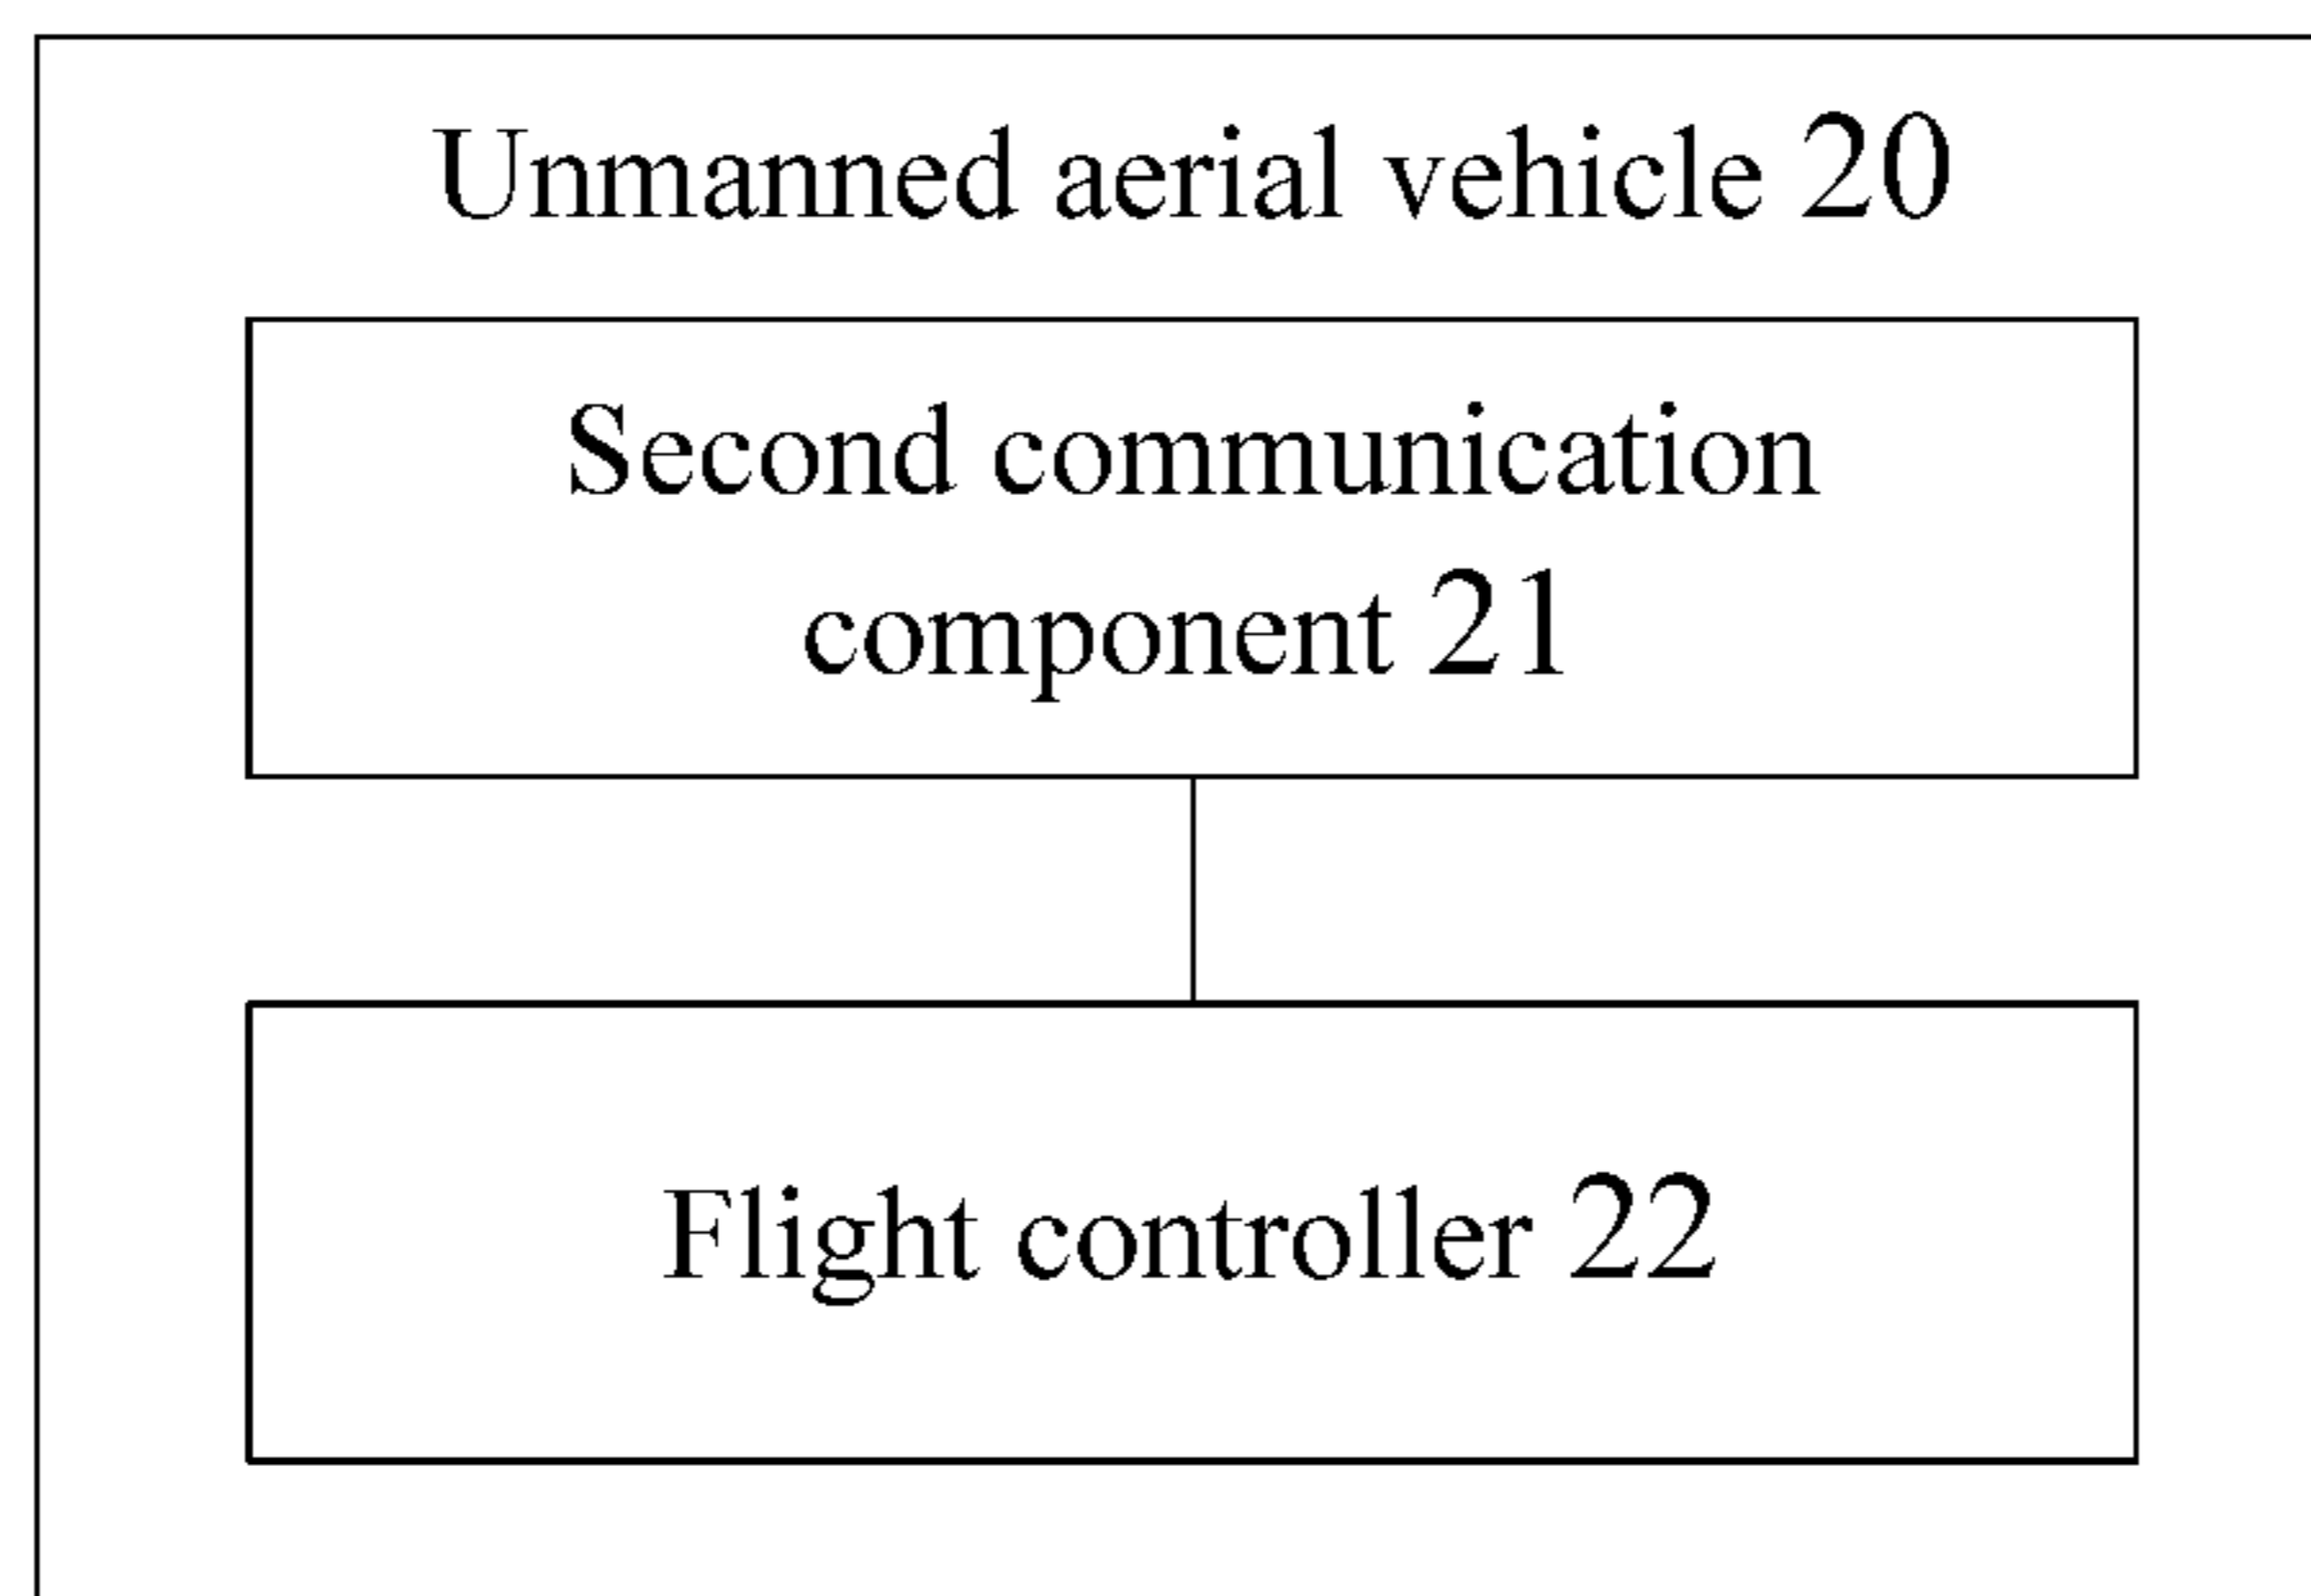 Unmanned aerial vehicle 20
Second communication
component 21
Flight controller 22